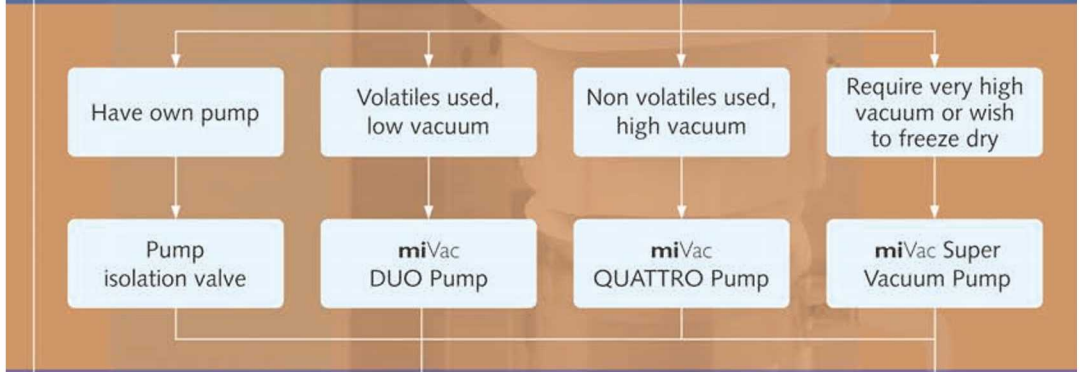 Have own pump
Volatiles used,
low vacuum
Non volatiles used,
high vacuum
Require very high
vacuum or wish
to freeze dry
Pump
isolation valve
miVac
DUO Pump
miVac
QUATTRO Pump
miVac Super
Vacuum Pump